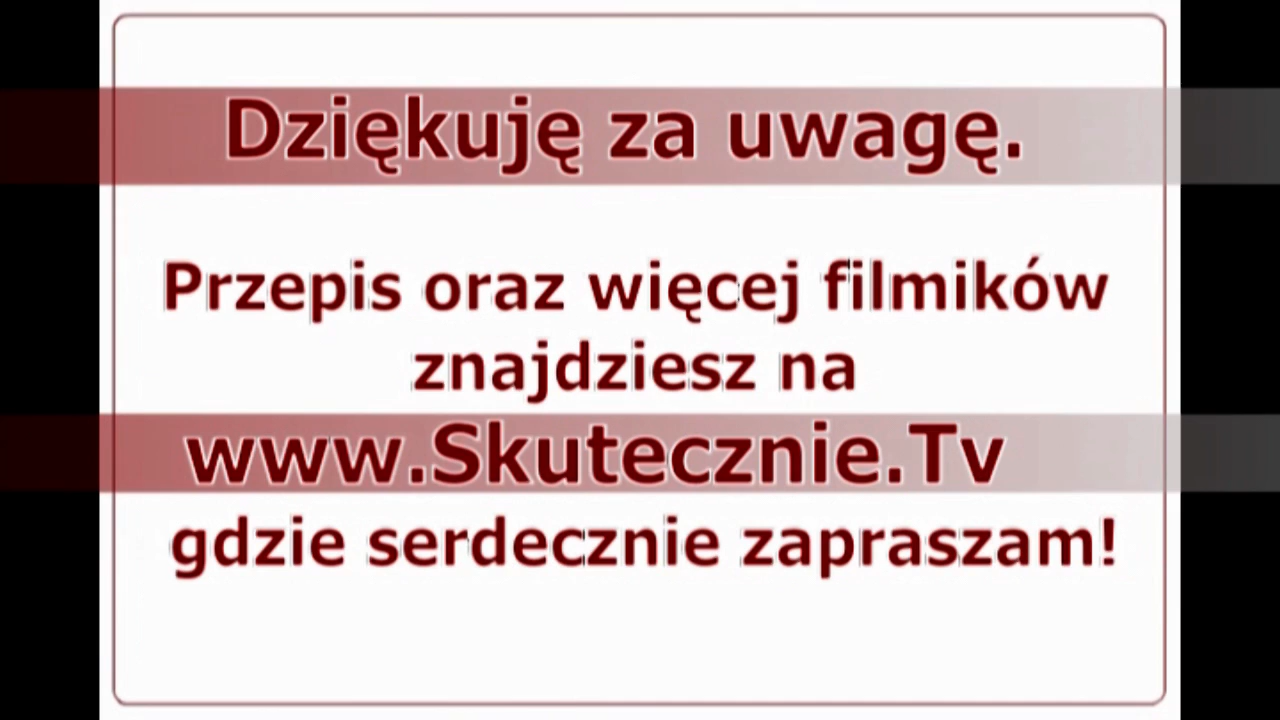 Dziękuję za uwagę.
Przepis oraz więcej filmików
znajdziesz na
www.Skutecznie.Tv
gdzie serdecznie zapraszam!